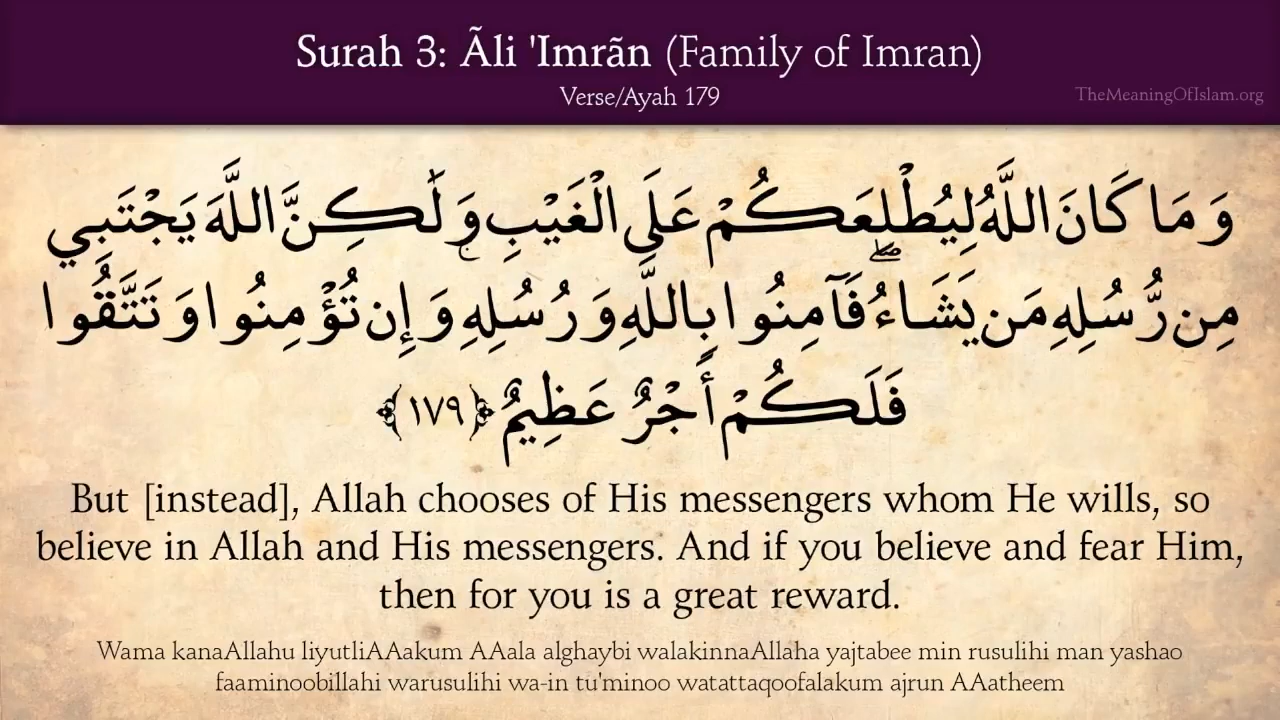 Surah 3: Ãli 'Imrãn (Family of Imran)
Verse/Ayah 179
TheMeaningOfIslam.org
وَمَا كَانَ اللَّهُ لِيُطْلِعَكُمْ عَلَى الْغَيْبِ وَلَٰكِنَّ اللَّهَ يَجْتَبِي
مِن رُّسُلِهِ مَن يَشَاءُ ۖ فَآمِنُوا بِاللَّهِ وَرُسُلِهِ وَإِن تُؤْمِنُوا وَتَتَّقُوا
فَلَكُمْ أَجْرٌ عَظِيمٌ ﴿١٧٩﴾
But [instead], Allah chooses of His messengers whom He wills, so
believe in Allah and His messengers. And if you believe and fear Him,
then for you is a great reward.
Wama kanaAllahu liyutliAAakum AAala alghaybi walakinnaAllaha yajtabee min rusulihi man yashao
faaminoobillahi warusulihi wa-in tu'minoo watattaqoofalakum ajrun AAatheem